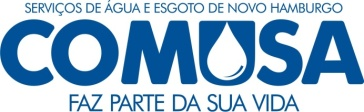 SERVIÇOS DE ÁGUA E ESGOTO DE NOVO HAMBURGO
COMUSA
FAZ PARTE DA SUA VIDA